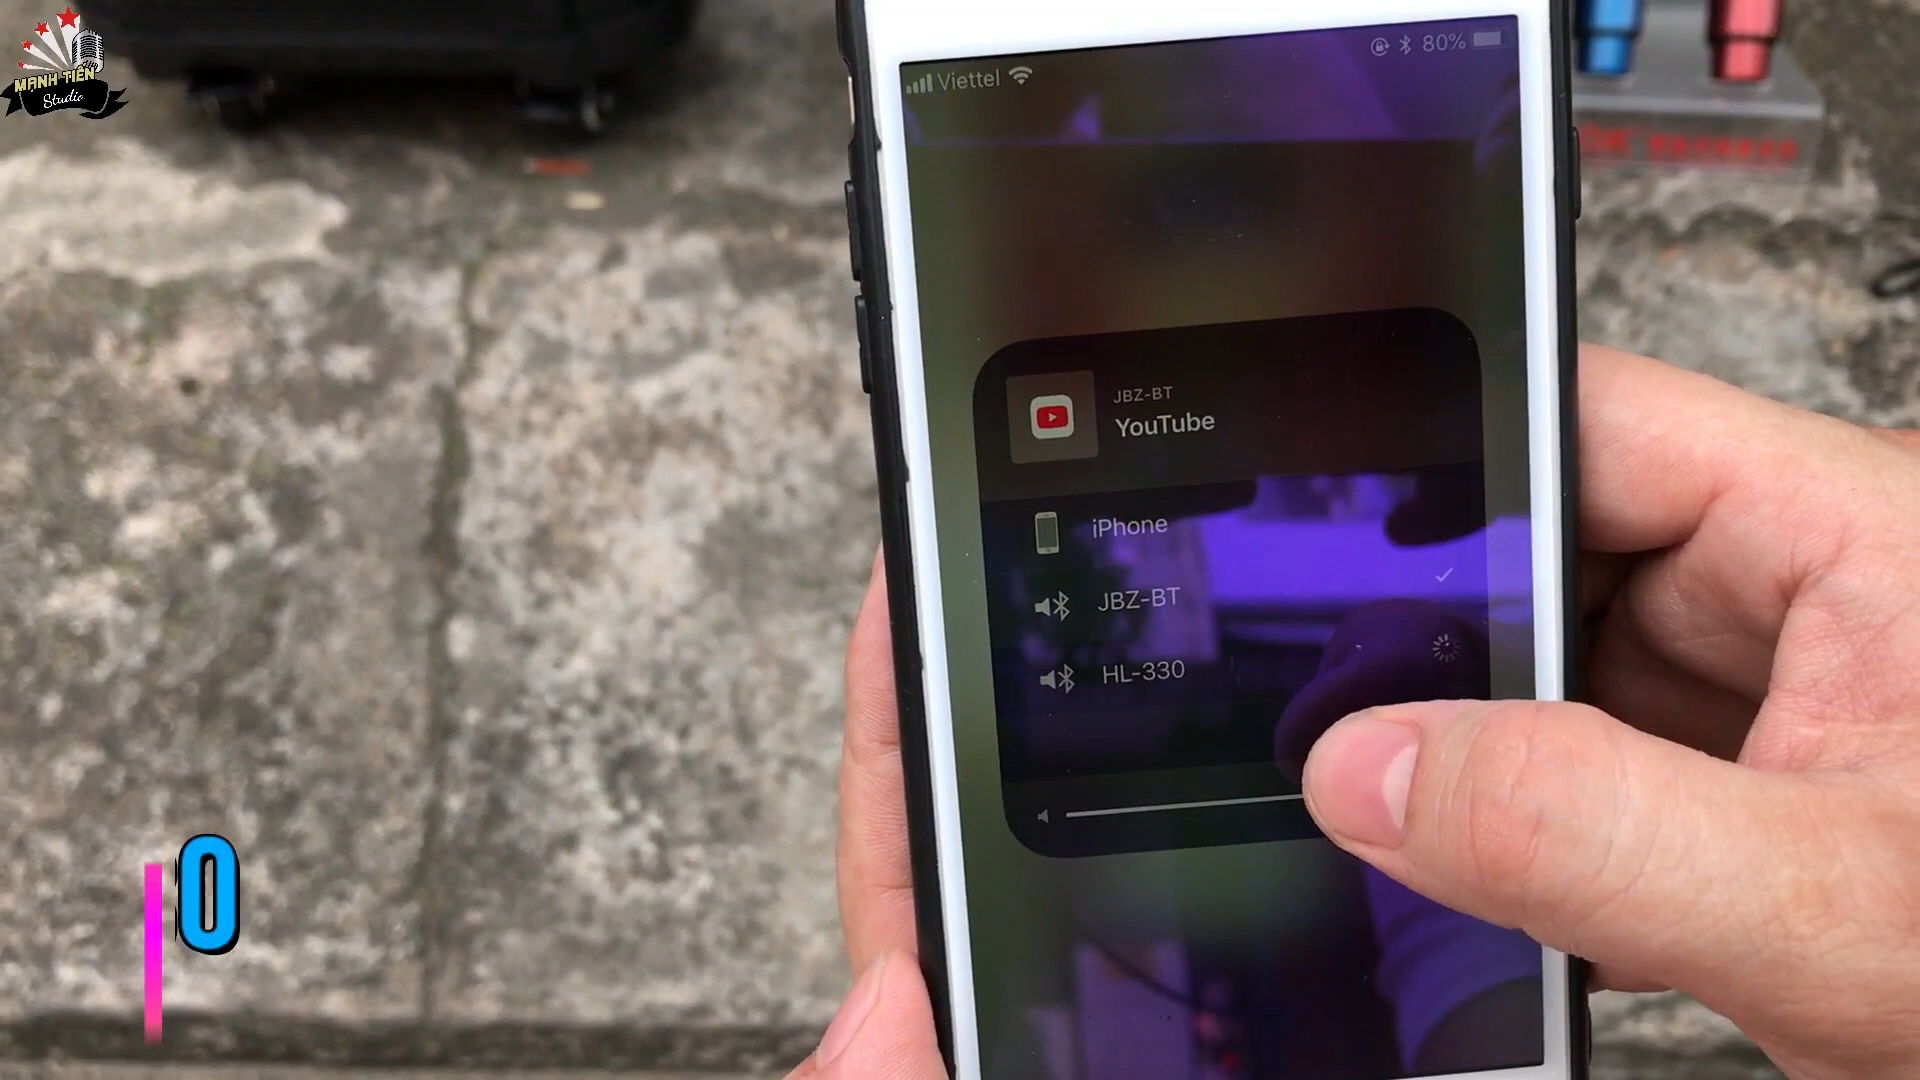 MẠNH TIẾN
Studio
Viettel
80%
JBZ-BT
YouTube
iPhone
JBZ-BT
HL-330
0